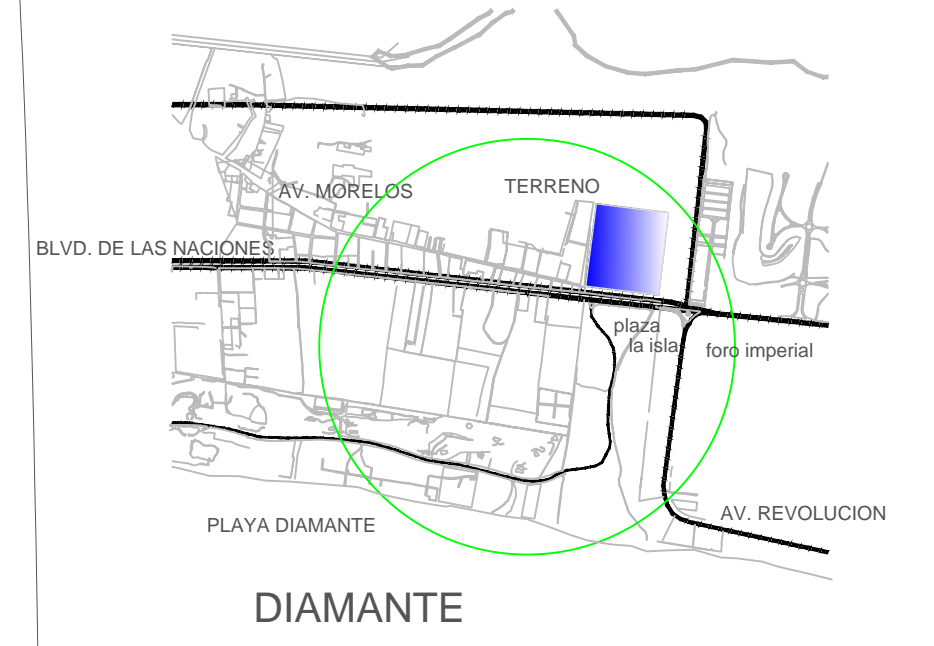 AV. MORELOS
TERRENO
BLVD. DE LAS NACIONES
plaza
la isla
foro imperial
AV. REVOLUCION
PLAYA DIAMANTE
DIAMANTE